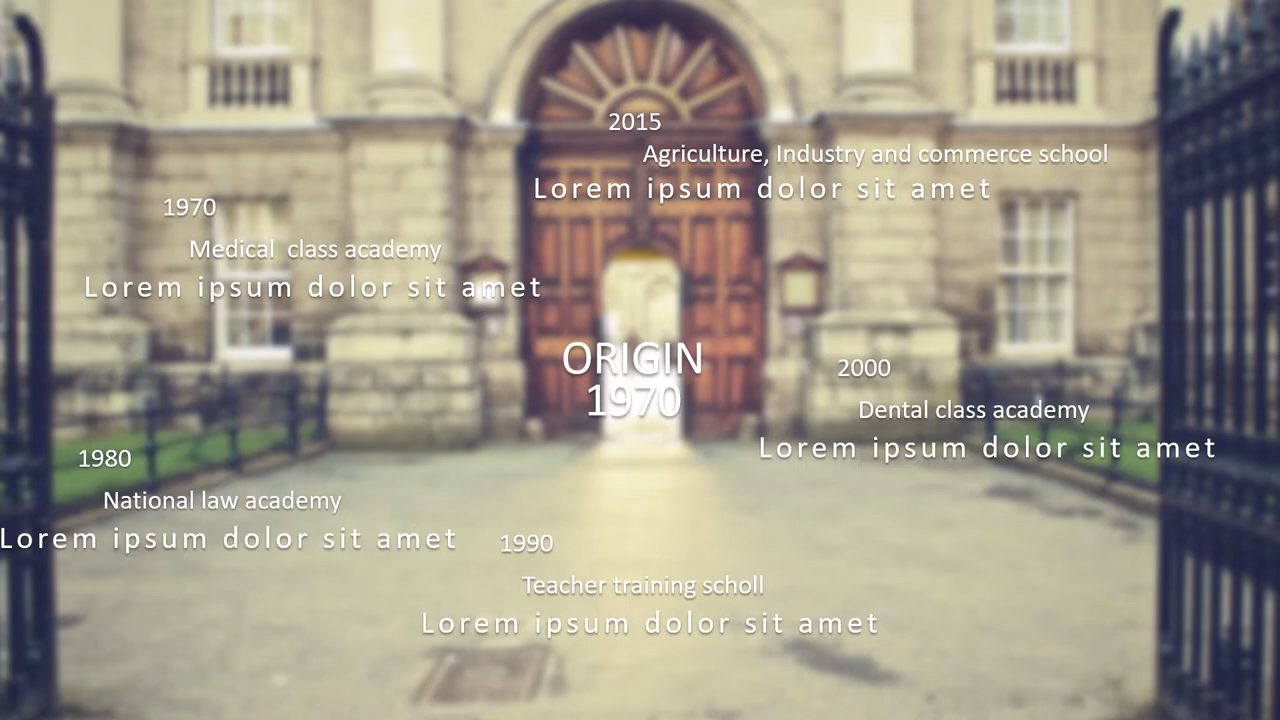 2015
Agriculture, Industry and commerce school
Lorem ipsum dolor sit amet
1970
Medical  class academy
Lorem ipsum dolor sit amet
ORIGIN
1970
2000
Dental class academy
Lorem ipsum dolor sit amet
1980
National law academy
Lorem ipsum dolor sit amet
1990
Teacher training scholl
Lorem ipsum dolor sit amet